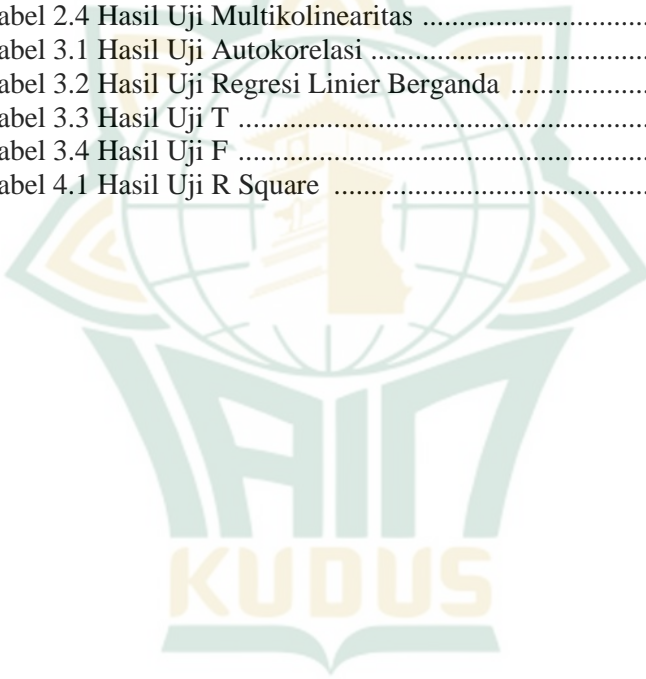 abel 2.4 Hasil Uji Multikolinearitas ................................
abel 3.1 Hasil Uji Autokorelasi .......................................
abel 3.2 Hasil Uji Regresi Linier Berganda ....................
abel 3.3 Hasil Uji T .........................................................
abel 3.4 Hasil Uji F .........................................................
abel 4.1 Hasil Uji R Square ............................................
IAIN
KUDUS